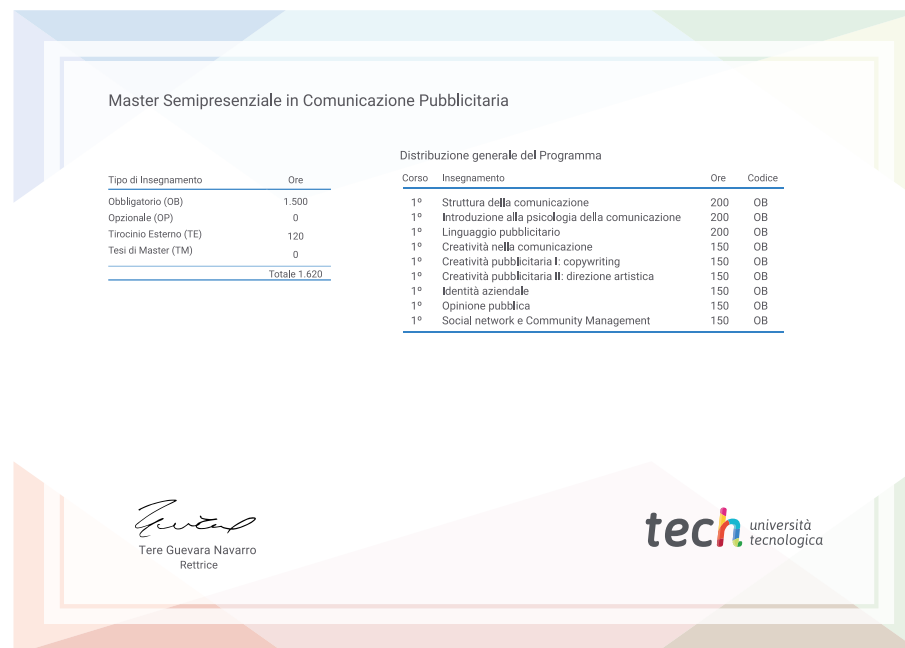 Master Semipresenziale in Comunicazione Pubblicitaria
Tipo di Insegnamento Ore
Obbligatorio (OB) 1.500
Opzionale (OP) 0
Tirocinio Esterno (TE) 120
Tesi di Master (TM) 0
Totale 1.620
Distribuzione generale del Programma
Corso Insegnamento Ore Codice
1º Struttura della comunicazione 200 OB
1º Introduzione alla psicologia della comunicazione 200 OB
1º Linguaggio pubblicitario 200 OB
1º Creatività nella comunicazione 150 OB
1º Creatività pubblicitaria I: copywriting 150 OB
1º Creatività pubblicitaria II: direzione artistica 150 OB
1º Identità aziendale 150 OB
1º Opinione pubblica 150 OB
1º Social network e Community Management 150 OB
Tere Guevara Navarro
Rettrice
tech università
tecnologica